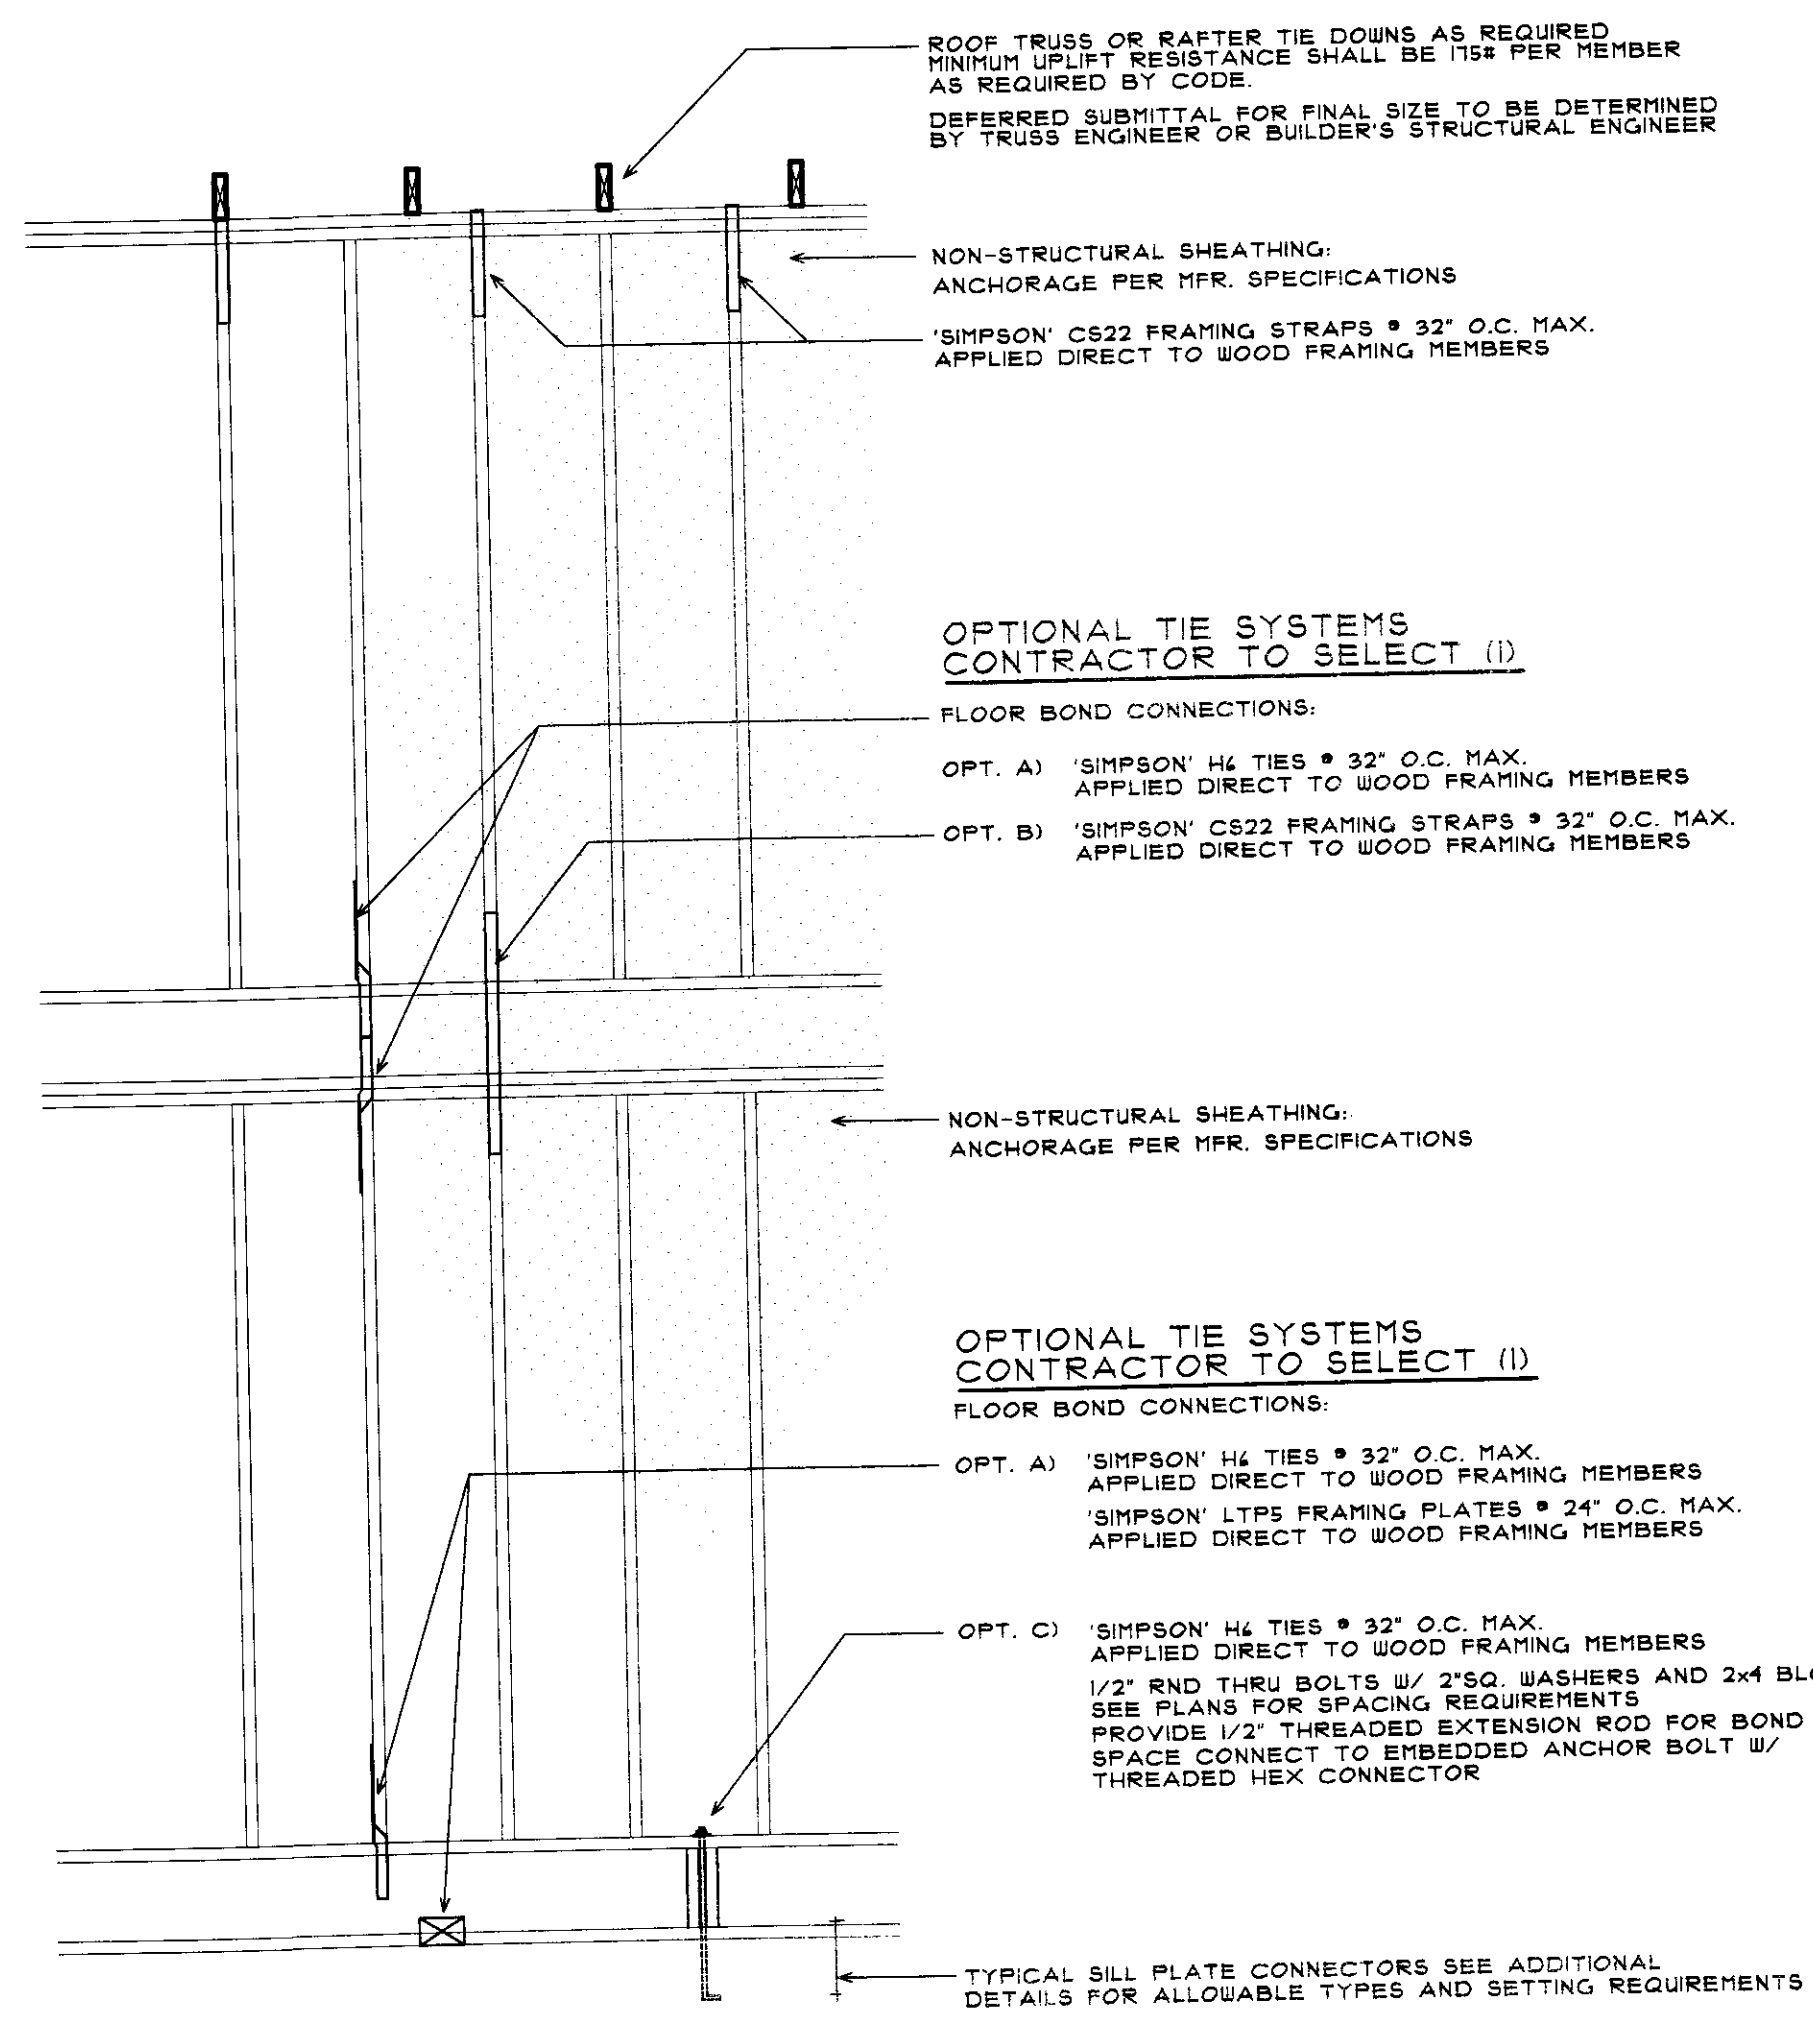 ROOF TRUSS OR RAFTER TIE DOWNS AS REQUIRED
MINIMUM UPLIFT RESISTANCE SHALL BE 175# PER MEMBER
AS REQUIRED BY CODE.
DEFERRED SUBMITTAL FOR FINAL SIZE TO BE DETERMINED
BY TRUSS ENGINEER OR BUILDER'S STRUCTURAL ENGINEER
NON-STRUCTURAL SHEATHING:
ANCHORAGE PER MFR. SPECIFICATIONS
'SIMPSON' CS22 FRAMING STRAPS @ 32" O.C. MAX.
APPLIED DIRECT TO WOOD FRAMING MEMBERS
OPTIONAL TIE SYSTEMS
CONTRACTOR TO SELECT (1)
FLOOR BOND CONNECTIONS:
OPT. A) 'SIMPSON' H6 TIES @ 32" O.C. MAX.
APPLIED DIRECT TO WOOD FRAMING MEMBERS
OPT. B) 'SIMPSON' CS22 FRAMING STRAPS @ 32" O.C. MAX.
APPLIED DIRECT TO WOOD FRAMING MEMBERS
NON-STRUCTURAL SHEATHING:
ANCHORAGE PER MFR. SPECIFICATIONS
OPTIONAL TIE SYSTEMS
CONTRACTOR TO SELECT (1)
FLOOR BOND CONNECTIONS:
OPT. A) 'SIMPSON' H6 TIES @ 32" O.C. MAX.
APPLIED DIRECT TO WOOD FRAMING MEMBERS
'SIMPSON' LTP5 FRAMING PLATES @ 24" O.C. MAX.
APPLIED DIRECT TO WOOD FRAMING MEMBERS
OPT. C) 'SIMPSON' H6 TIES @ 32" O.C. MAX.
APPLIED DIRECT TO WOOD FRAMING MEMBERS
1/2" RND THRU BOLTS W/ 2"SQ. WASHERS AND 2x4
SEE PLANS FOR SPACING REQUIREMENTS
PROVIDE 1/2" THREADED EXTENSION ROD FOR BOND
SPACE CONNECT TO EMBEDDED ANCHOR BOLT W/
THREADED HEX CONNECTOR
TYPICAL SILL PLATE CONNECTORS SEE ADDITIONAL
DETAILS FOR ALLOWABLE TYPES AND SETTING REQUIREMENTS